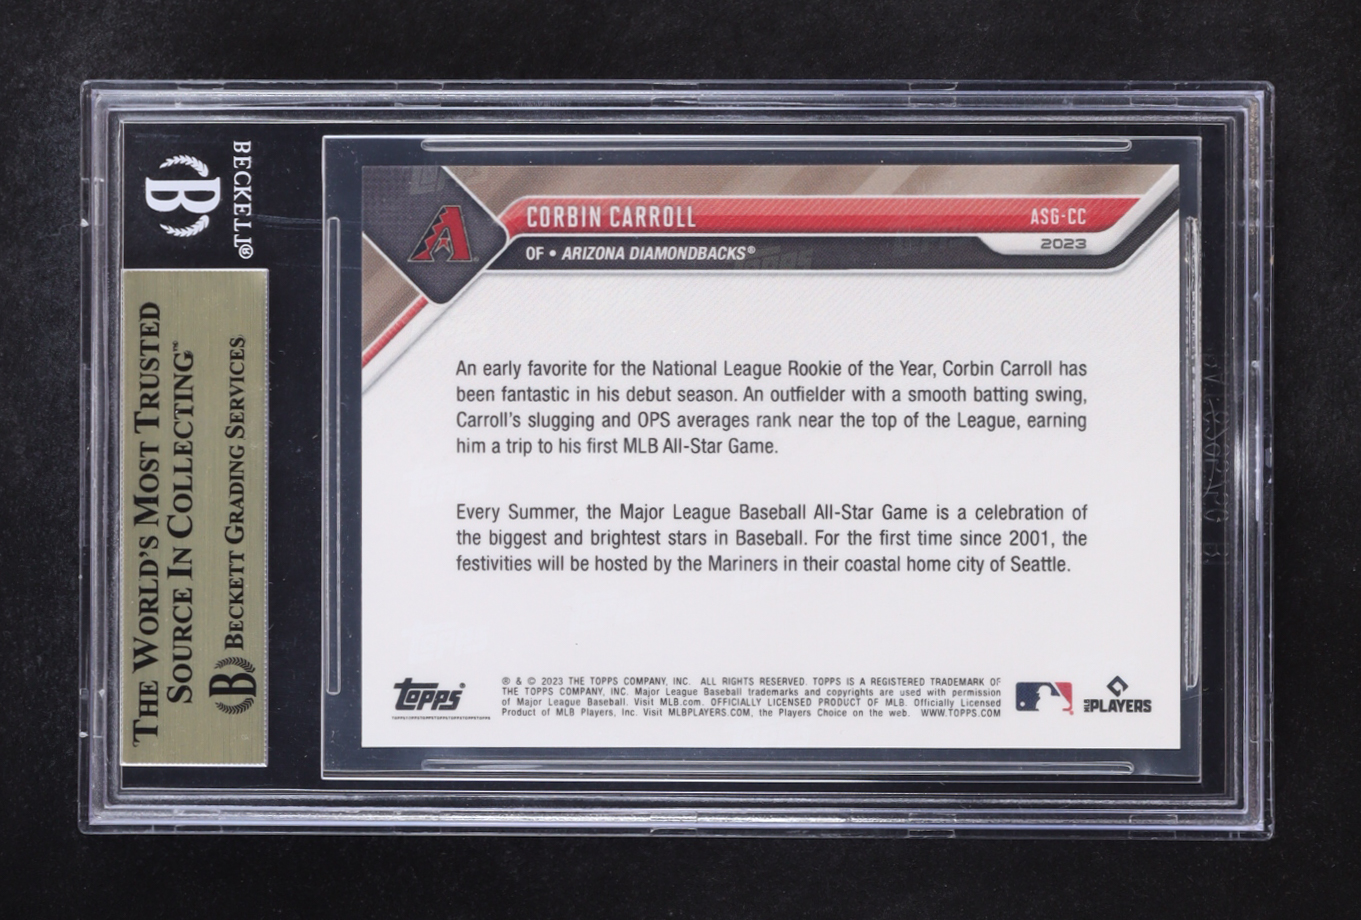 BECKETT®
THE WORLD'S MOST TRUSTED
SOURCE IN COLLECTING™
B BECKETT GRADING SERVICES
CORBIN CARROLL
ASG-CC
2023
OF • ARIZONA DIAMONDBACKS®
An early favorite for the National League Rookie of the Year, Corbin Carroll has
been fantastic in his debut season. An outfielder with a smooth batting swing,
Carroll's slugging and OPS averages rank near the top of the League, earning
him a trip to his first MLB All-Star Game.
Every Summer, the Major League Baseball All-Star Game is a celebration of
the biggest and brightest stars in Baseball. For the first time since 2001, the
festivities will be hosted by the Mariners in their coastal home city of Seattle.
topps®
® & © 2023 THE TOPPS COMPANY, INC. ALL RIGHTS RESERVED. TOPPS IS A REGISTERED TRADEMARK OF
THE TOPPS COMPANY, INC. Major League Baseball trademarks and copyrights are used with permission
of Major League Baseball. Visit MLB.com. OFFICIALLY LICENSED PRODUCT OF MLB. Officially Licensed
Product of MLB Players, Inc. Visit MLBPLAYERS.COM, the Players Choice on the web. WWW.TOPPS.COM
MLB PLAYERS